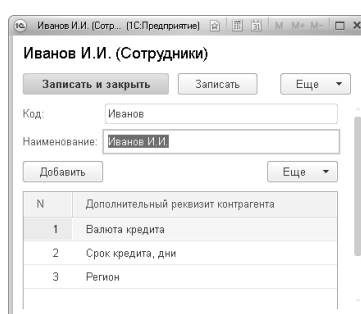 Иванов И.И. (Сотр... (1С:Предприятие) M M+ M-
Иванов И.И. (Сотрудники)
Записать и закрыть Записать Еще
Код: Иванов
Наименование: Иванов И.И.
Добавить Еще
N Дополнительный реквизит контрагента
1 Валюта кредита
2 Срок кредита, дни
3 Регион